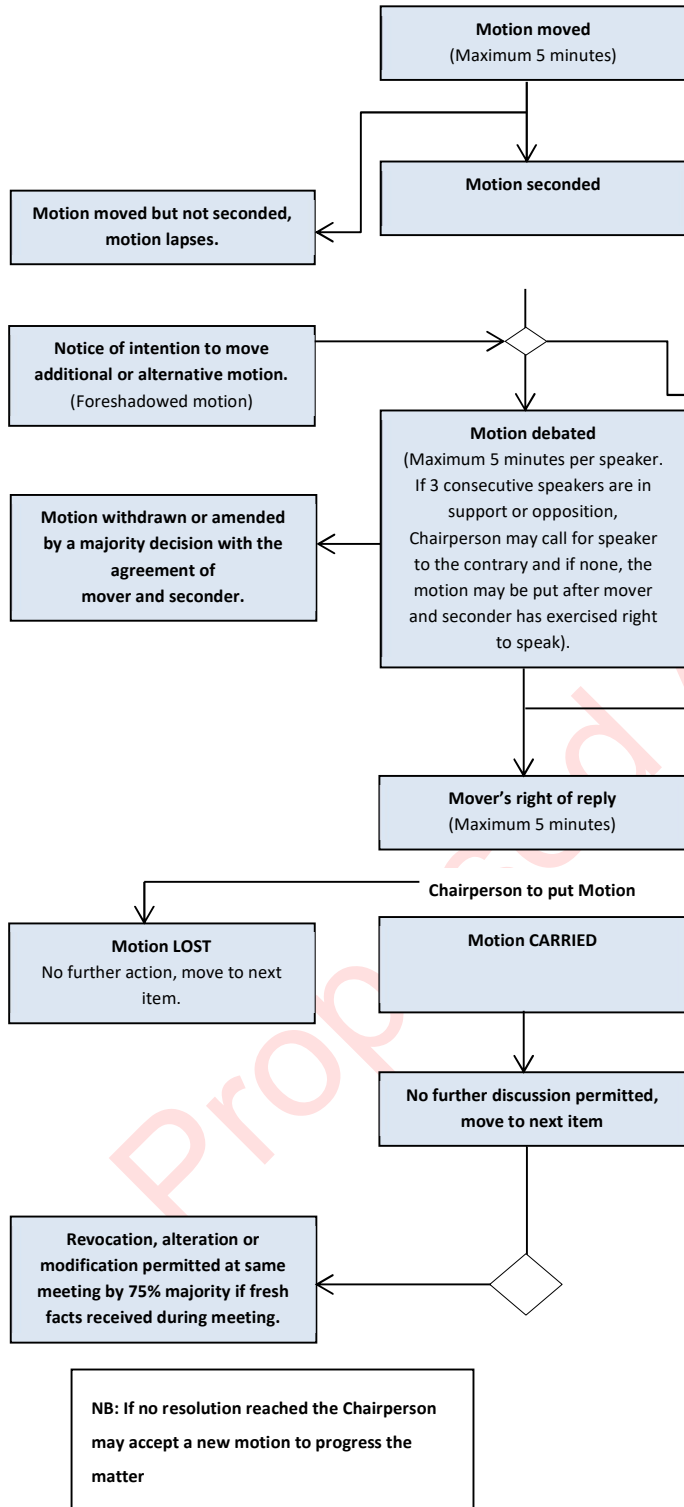 Motion moved
(Maximum 5 minutes)
Motion seconded
Motion moved but not seconded,
motion lapses.
Notice of intention to move
additional or alternative motion.
(Foreshadowed motion)
Motion debated
(Maximum 5 minutes per speaker.
If 3 consecutive speakers are in
support or opposition,
Chairperson may call for speaker
to the contrary and if none, the
motion may be put after mover
and seconder has exercised right
to speak).
Motion withdrawn or amended
by a majority decision with the
agreement of
mover and seconder.
Mover’s right of reply
(Maximum 5 minutes)
Chairperson to put Motion
Motion LOST
No further action, move to next
item.
Motion CARRIED
No further discussion permitted,
move to next item
Revocation, alteration or
modification permitted at same
meeting by 75% majority if fresh
facts received during meeting.
NB: If no resolution reached the Chairperson
may accept a new motion to progress the
matter